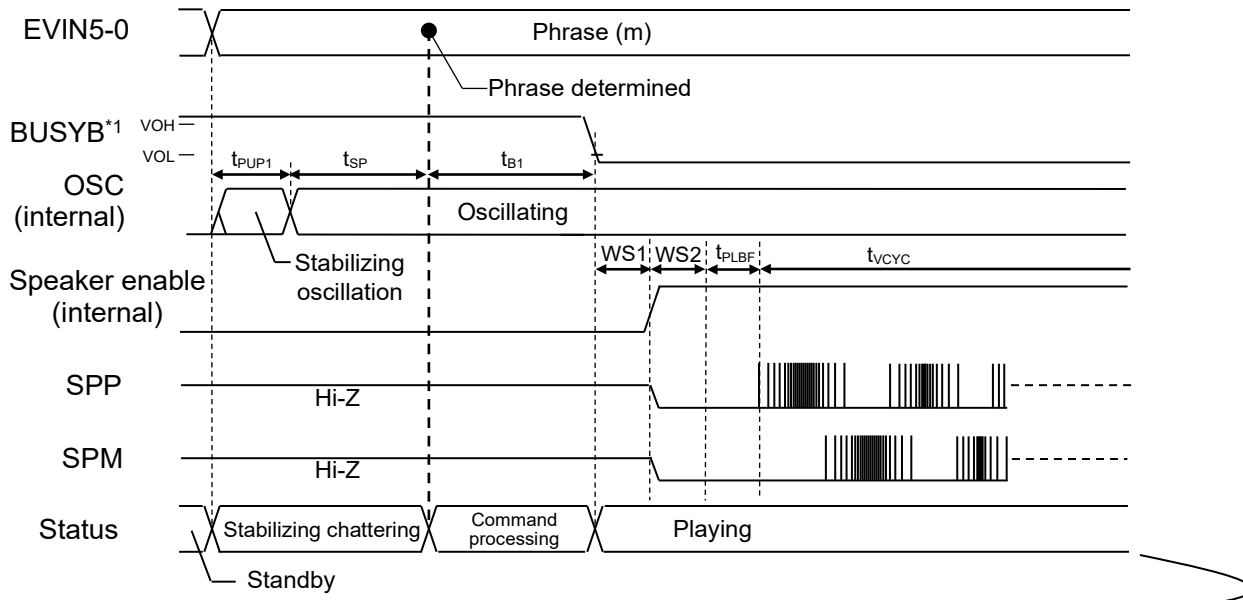 EVIN5-0
Phrase (m)
Phrase determined
BUSYB*1
VOH
VOL
tPUP1
tSP
tB1
OSC
(internal)
Oscillating
Stabilizing
oscillation
WS1
WS2
tPLBF
tVCYC
Speaker enable
(internal)
SPP
Hi-Z
SPM
Hi-Z
Status
Stabilizing chattering
Command
processing
Playing
Standby